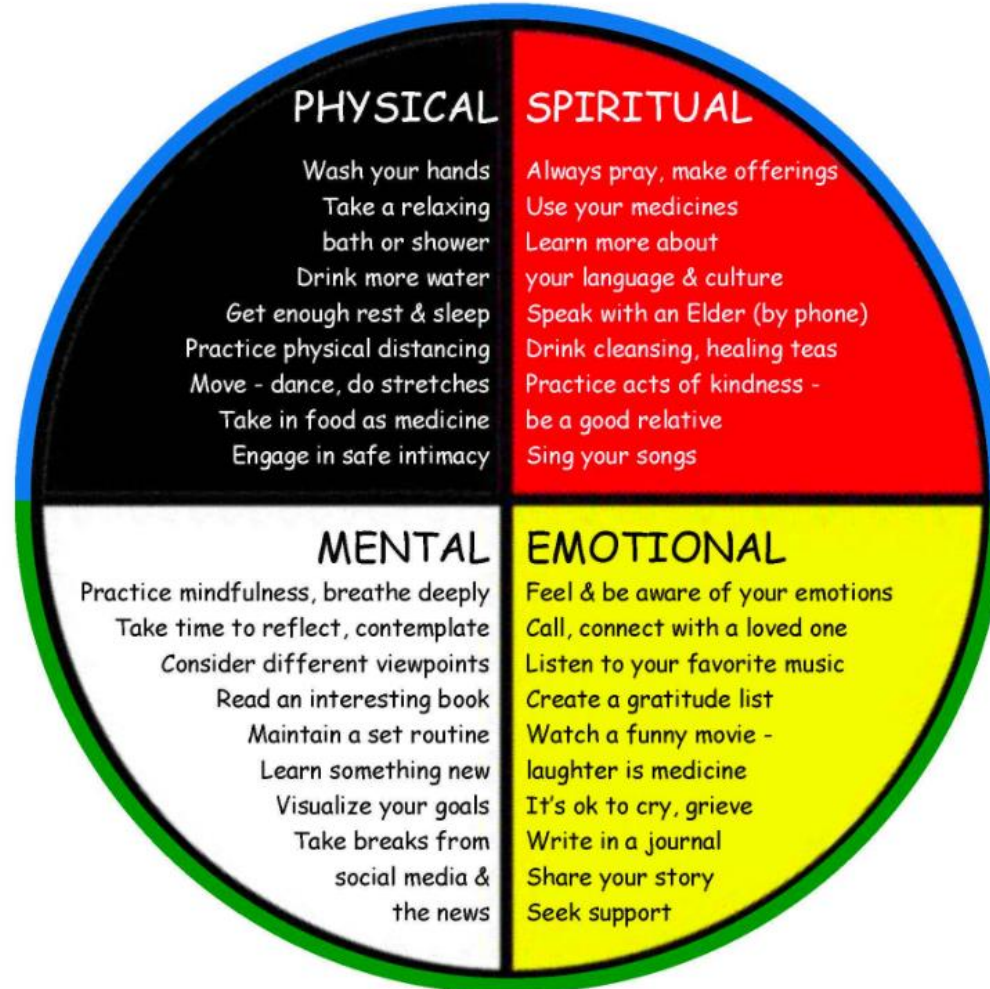 PHYSICAL
Wash your hands
Take a relaxing
bath or shower
Drink more water
Get enough rest & sleep
Practice physical distancing
Move - dance, do stretches
Take in food as medicine
Engage in safe intimacy
SPIRITUAL
Always pray, make offerings
Use your medicines
Learn more about
your language & culture
Speak with an Elder (by phone)
Drink cleansing, healing teas
Practice acts of kindness -
be a good relative
Sing your songs
MENTAL
Practice mindfulness, breathe deeply
Take time to reflect, contemplate
Consider different viewpoints
Read an interesting book
Maintain a set routine
Learn something new
Visualize your goals
Take breaks from
social media &
the news
EMOTIONAL
Feel & be aware of your emotions
Call, connect with a loved one
Listen to your favorite music
Create a gratitude list
Watch a funny movie -
laughter is medicine
It's ok to cry, grieve
Write in a journal
Share your story
Seek support